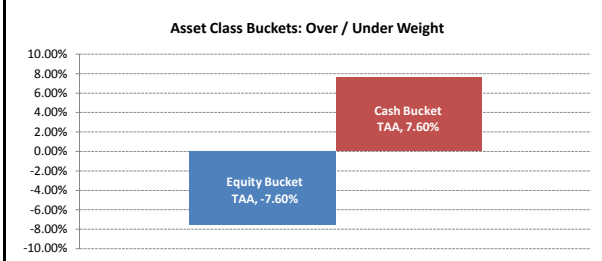 Asset Class Buckets: Over / Under Weight
10.00%
8.00%
6.00%
4.00%
2.00%
0.00%
-2.00%
-4.00%
-6.00%
-8.00%
-10.00%
Cash Bucket
TAA, 7.60%
Equity Bucket
TAA, -7.60%